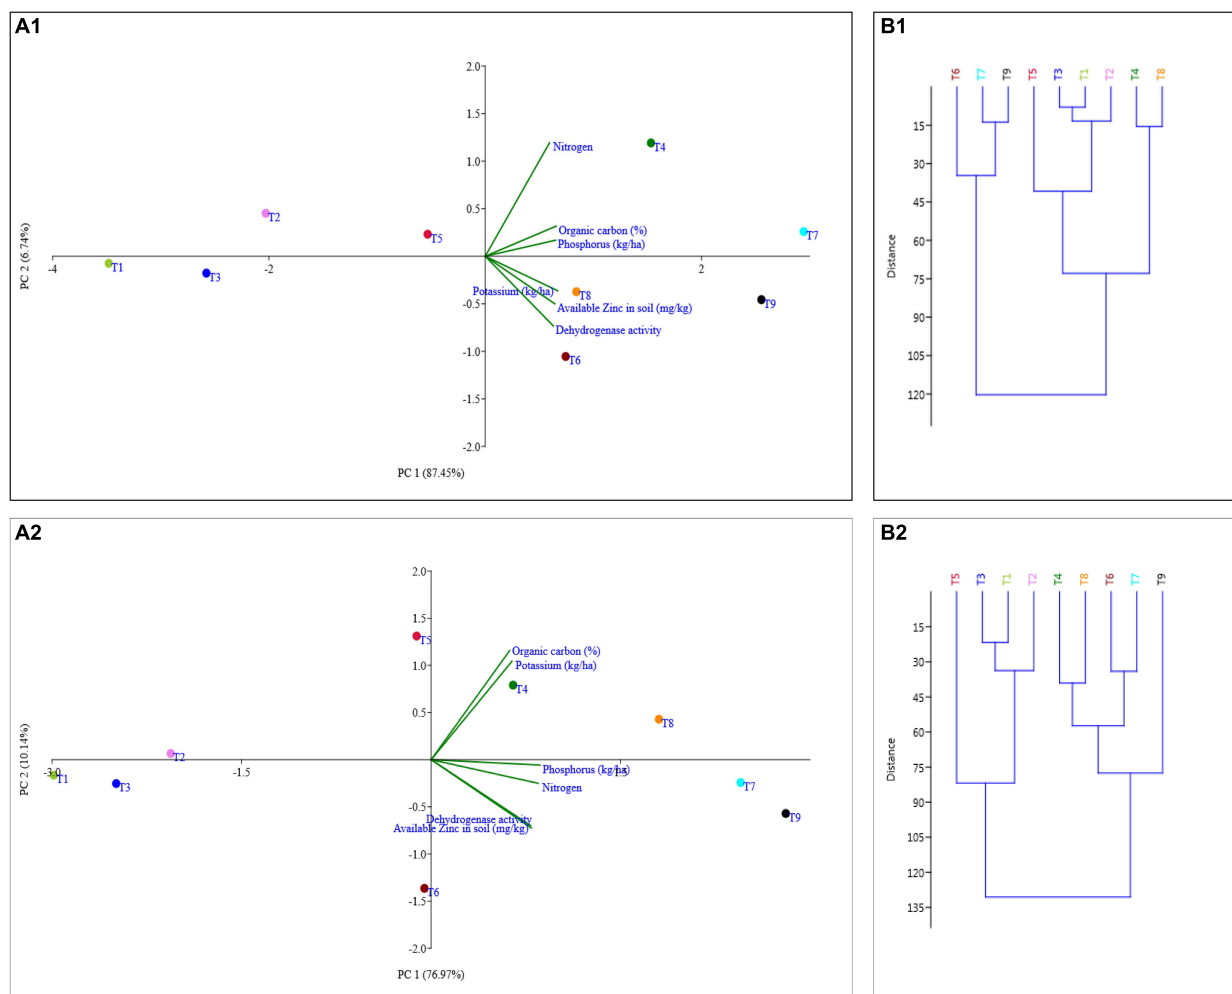 A1
2.0
1.5
1.0
0.5
-0.5
-1.0
-1.5
-2.0
-4
-2
2
Nitrogen
Organic carbon (%)
Phosphorus (kg/ha)
Potassium (kg/ha)
Available Zinc in soil (mg/kg)
Dehydrogenase activity
T4
T2
T5
T7
T1
T3
T8
T9
T6
PC 2 (6.74%)
PC 1 (87.45%)
B1
T6 T7 T9 T5 T3 T1 T2 T4 T8
15
30
45
60
75
90
105
120
Distance
A2
2.0
1.5
1.0
0.5
-0.5
-1.0
-1.5
-2.0
-3.0
-1.5
1.5
T5
Organic carbon (%)
Potassium (kg/ha)
T4
T8
T2
T1
T3
Phosphorus (kg/ha)
Nitrogen
T7
T9
Dehydrogenase activity
Available Zinc in soil (mg/kg)
T6
PC 2 (10.14%)
PC 1 (76.97%)
B2
T5 T3 T1 T2 T4 T8 T6 T7 T9
15
30
45
60
75
90
105
120
135
Distance